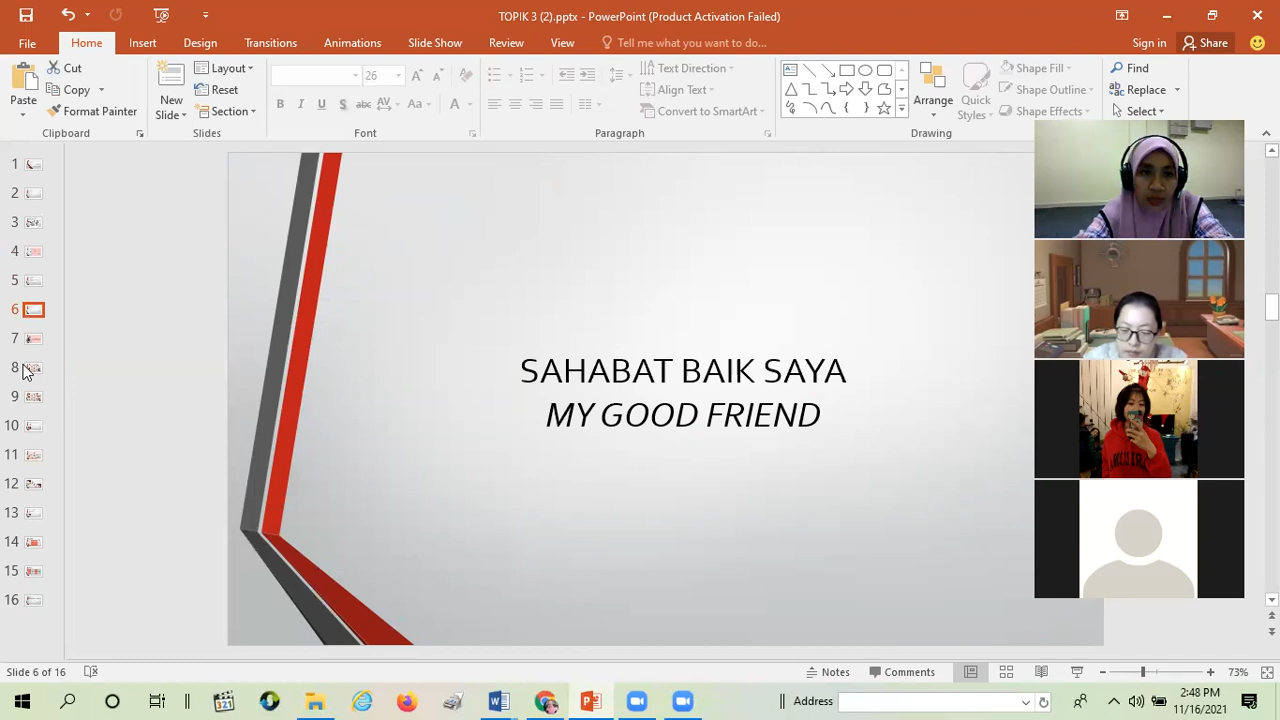 TOPIK 3 (2).pptx - PowerPoint (Product Activation Failed)
File Home Insert Design Transitions Animations Slide Show Review View Tell me what you want to do... Sign in Share
Paste
Cut
Copy
Format Painter
Clipboard
New
Slide
Layout
Reset
Section
Slides
26
Font
Text Direction
Align Text
Convert to SmartArt
Paragraph
Arrange
Quick
Styles
Shape Fill
Shape Outline
Shape Effects
Drawing
Find
Replace
Select
Editing
1
2
3
4
5
6
7
8
9
10
11
12
13
14
15
16
SAHABAT BAIK SAYA
MY GOOD FRIEND
Slide 6 of 16
Notes
Comments
73%
321
Address
2:48 PM
11/16/2021